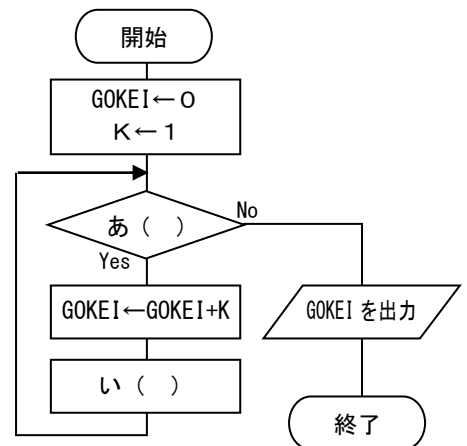 開始
GOKEI←０
Ｋ←１
あ（　）
No
Yes
GOKEI←GOKEI+K
GOKEI を出力
い（　）
終了